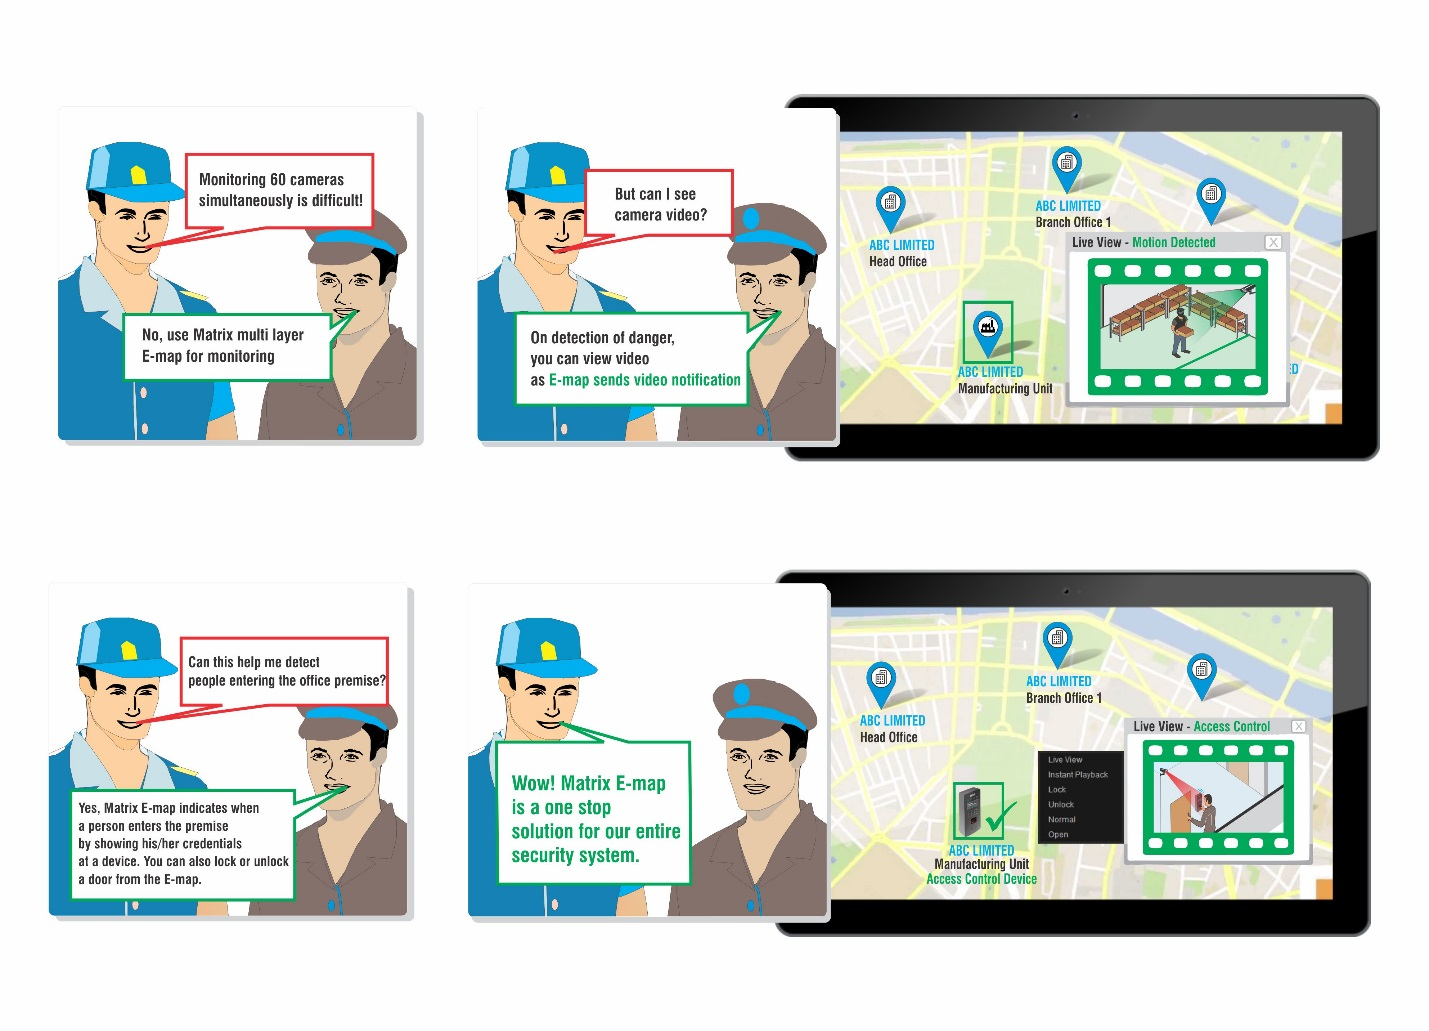 Monitoring 60 cameras
simultaneously is difficult!
No, use Matrix multi layer
E-map for monitoring
But can I see
camera video?
On detection of danger,
you can view video
as E-map sends video notification
ABC LIMITED
Head Office
ABC LIMITED
Branch Office 1
Live View - Motion Detected
X
ABC LIMITED
Manufacturing Unit
Can this help me detect
people entering the office premise?
Yes, Matrix E-map indicates when
a person enters the premise
by showing his/her credentials
at a device. You can also lock or unlock
a door from the E-map.
Wow! Matrix E-map
is a one stop
solution for our entire
security system.
ABC LIMITED
Head Office
ABC LIMITED
Branch Office 1
Live View - Access Control
X
Live View
Instant Playback
Lock
Unlock
Normal
Open
ABC LIMITED
Manufacturing Unit
Access Control Device